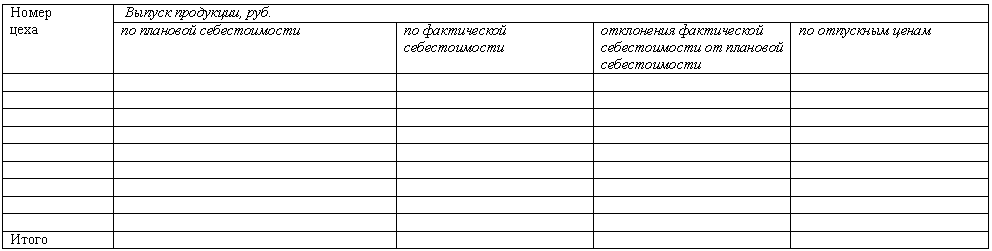 Номер цеха
Выпуск продукции, руб.
по плановой себестоимости
по фактической себестоимости
отклонения фактической себестоимости от плановой себестоимости
по отпускным ценам
Итого